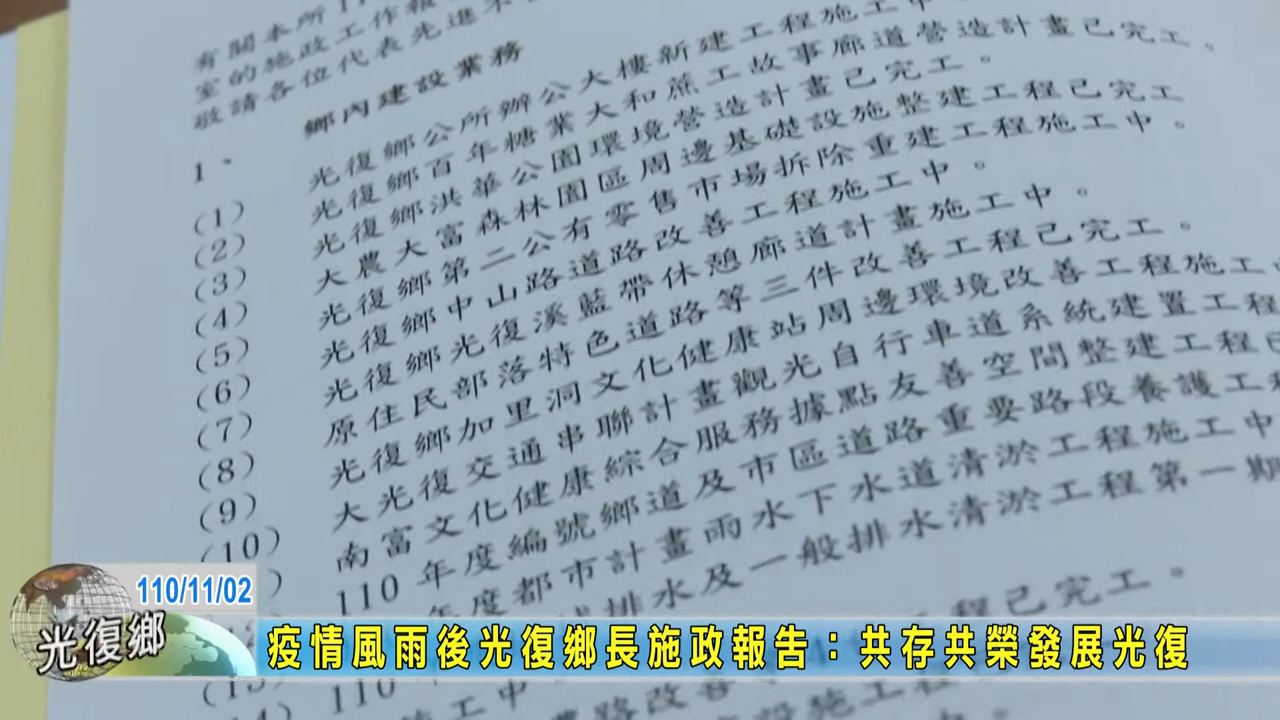 有關本所11
室的施政工作報
敬請各位代表先進不
鄉內建設業務
1、
(1) 光復鄉公所辦公大樓新建工程施工中
(2) 光復鄉百年糖業大和蔗工故事廊道營造計畫已完工。
(3) 光復鄉洪華公園環境營造計畫已完工。
(4) 大農大富森林園區周邊基礎設施整建工程已完工
(5) 光復鄉第二公有零售市場拆除重建工程施工中。
(6) 光復鄉中山路道路改善工程施工中。
(7) 光復鄉光復溪藍帶休憩廊道計畫施工中。
(8) 原住民部落特色道路等三件改善工程已完工。
(9) 光復鄉加里洞文化健康站周邊環境改善工程施工
(10) 大光復交通串聯計畫觀光自行車道系統建置工程
南富文化健康綜合服務據點友善空間整建工程已
110 年度編號鄉道及市區道路重要路段養護工程
年度都市計畫雨水下水道清淤工程施工中
排水及一般排水清淤工程第一期
程已完工。
110/11/02
光復鄉
疫情風雨後光復鄉長施政報告：共存共榮發展光復